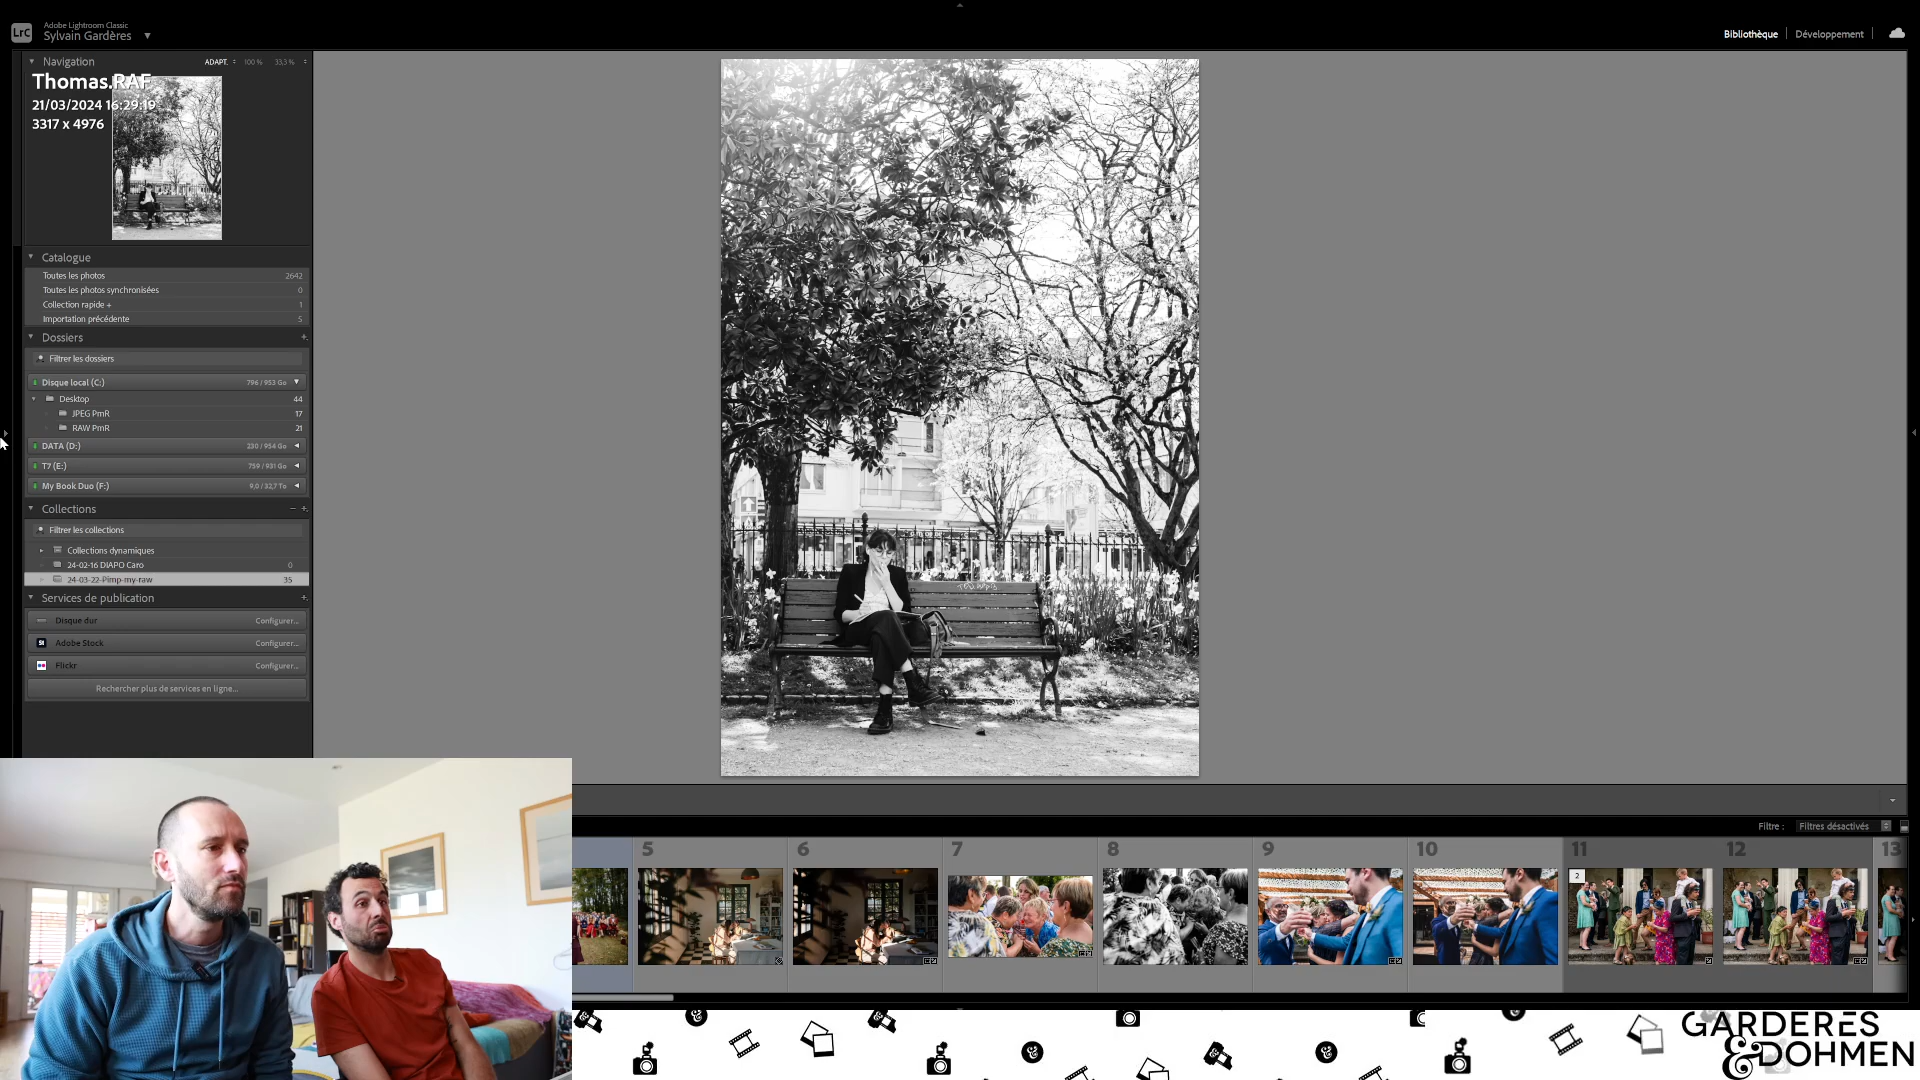 LrC
Adobe Lightroom Classic
Sylvain Gardères
Bibliothèque
Développement
Navigation
ADAPT.
100 %
33,3 %
Thomas.RAF
21/03/2024 16:29:19
3317 x 4976
Catalogue
Toutes les photos 2642
Toutes les photos synchronisées 0
Collection rapide + 1
Importation précédente 5
Dossiers
Filtrer les dossiers
Disque local (C:) 796 / 953 Go
Desktop 44
JPEG PmR 17
RAW PmR 21
DATA (D:) 230 / 954 Go
T7 (E:) 759 / 931 Go
My Book Duo (F:) 9,0 / 32,7 To
Collections
Filtrer les collections
Collections dynamiques
24-02-16 DIAPO Caro 0
24-03-22-Pimp-my-raw 35
Services de publication
Disque dur Configurer...
St Adobe Stock Configurer...
Flickr Configurer...
Rechercher plus de services en ligne...
Filtre :
Filtres désactivés
5
6
7
8
9
10
11
12
13
2
GARDERES
&DOHMEN